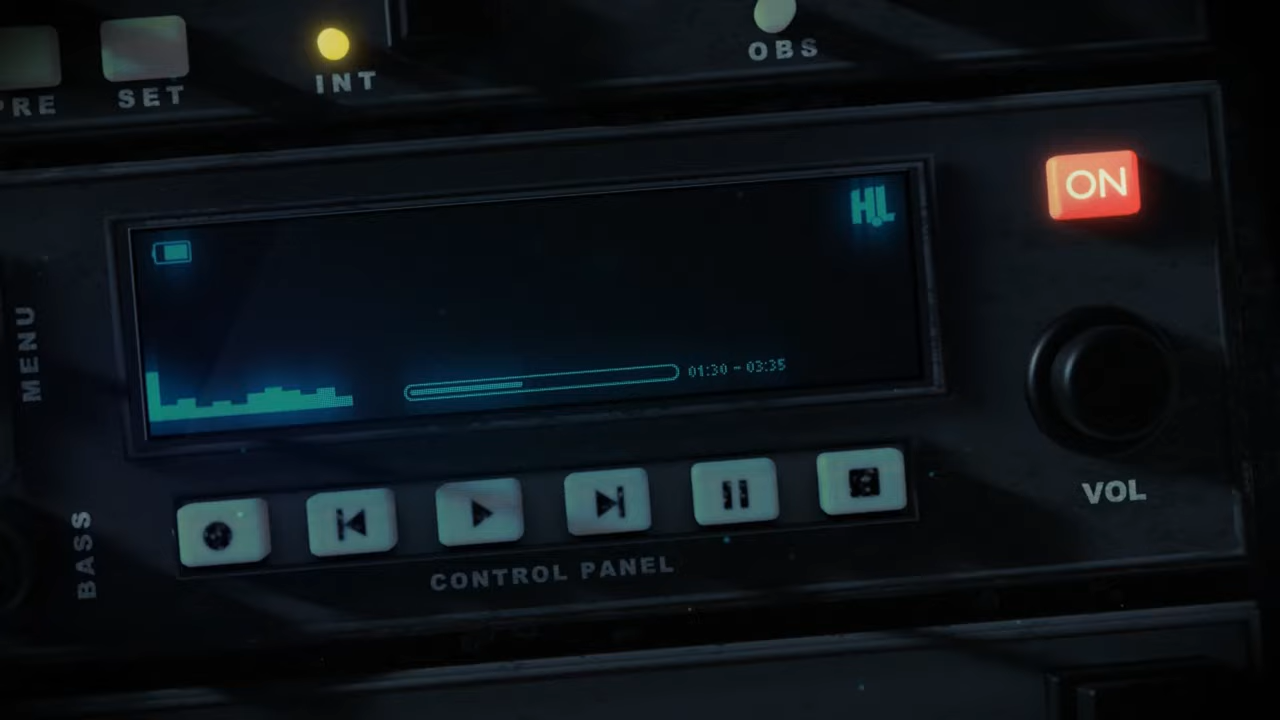 PRE
SET
INT
OBS
ON
HL
01:30 - 03:35
MENU
BASS
VOL
CONTROL PANEL